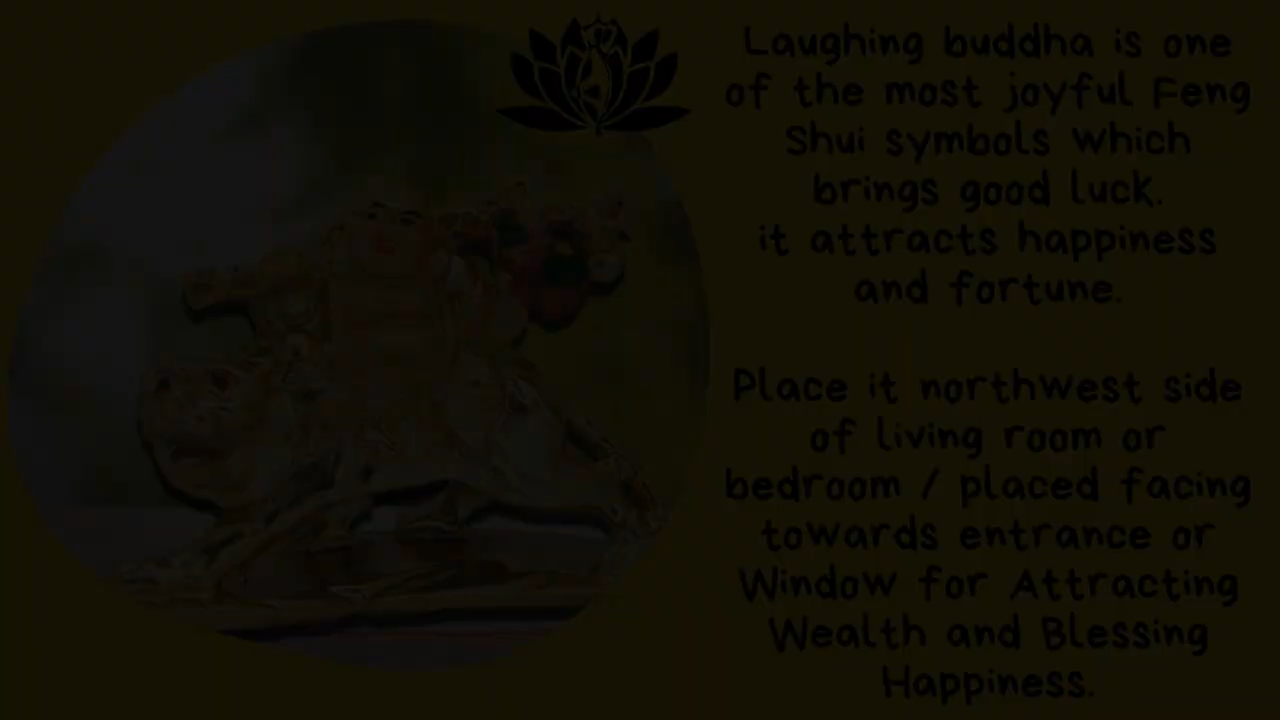 Laughing buddha is one
of the most joyful Feng
Shui symbols which
brings good luck.
it attracts happiness
and fortune.
Place it northwest side
of living room or
bedroom / placed facing
towards entrance or
Window for Attracting
Wealth and Blessing
Happiness.